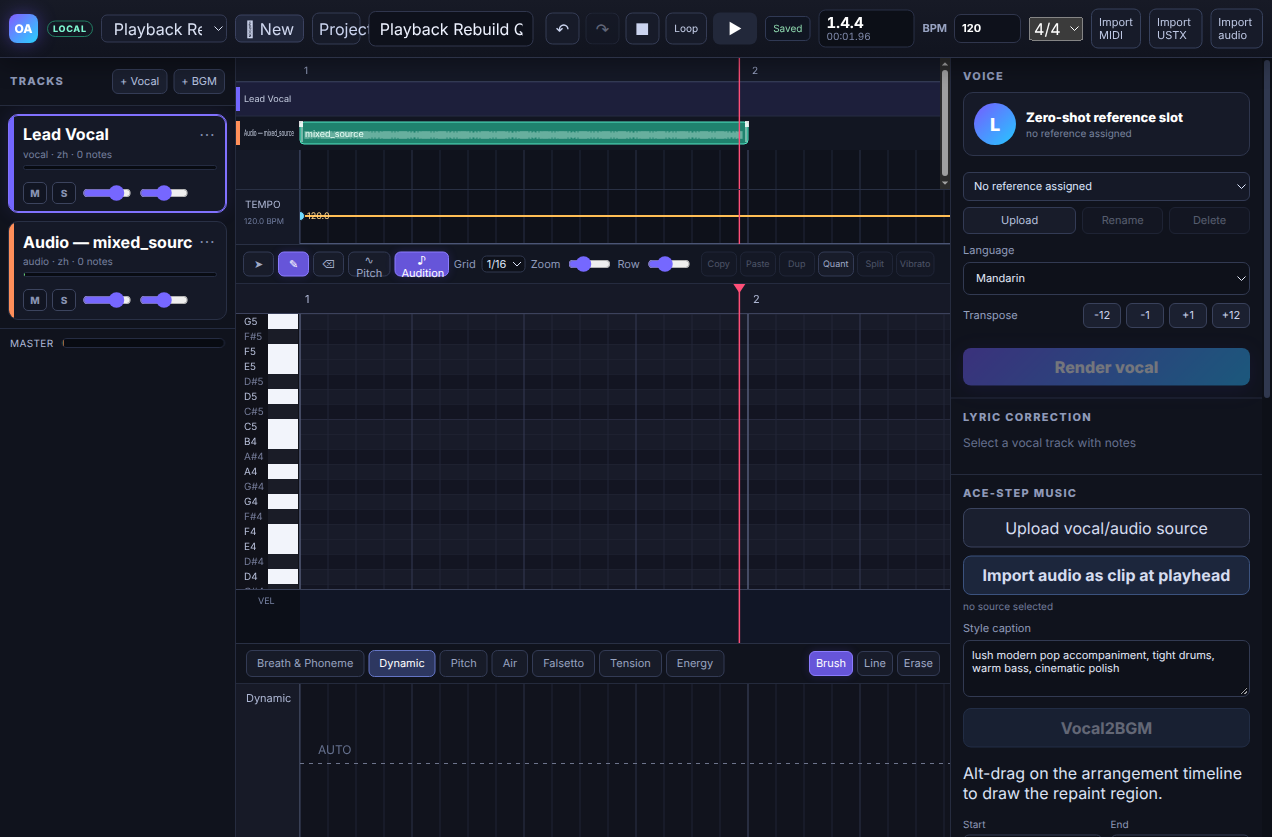 OA
LOCAL
Playback Re
New
Project
Playback Rebuild Q
Loop
Saved
1.4.4
00:01.96
BPM
120
4/4
Import
MIDI
Import
USTX
Import
audio
TRACKS
+ Vocal
+ BGM
Lead Vocal
vocal · zh · 0 notes
M
S
Audio — mixed_sourc
audio · zh · 0 notes
M
S
MASTER
1
2
Lead Vocal
Audio — mixed_source
mixed_source
TEMPO
120.0 BPM
120.0
Pitch
Audition
Grid
1/16
Zoom
Row
Copy
Paste
Dup
Quant
Split
Vibrato
1
2
G5
F#5
F5
E5
D#5
D5
C#5
C5
B4
A#4
A4
G#4
G4
F#4
F4
E4
D#4
D4
VEL
Breath & Phoneme
Dynamic
Pitch
Air
Falsetto
Tension
Energy
Brush
Line
Erase
Dynamic
AUTO
VOICE
L
Zero-shot reference slot
no reference assigned
No reference assigned
Upload
Rename
Delete
Language
Mandarin
Transpose
-12
-1
+1
+12
Render vocal
LYRIC CORRECTION
Select a vocal track with notes
ACE-STEP MUSIC
Upload vocal/audio source
Import audio as clip at playhead
no source selected
Style caption
lush modern pop accompaniment, tight drums,
warm bass, cinematic polish
Vocal2BGM
Alt-drag on the arrangement timeline
to draw the repaint region.
Start
End